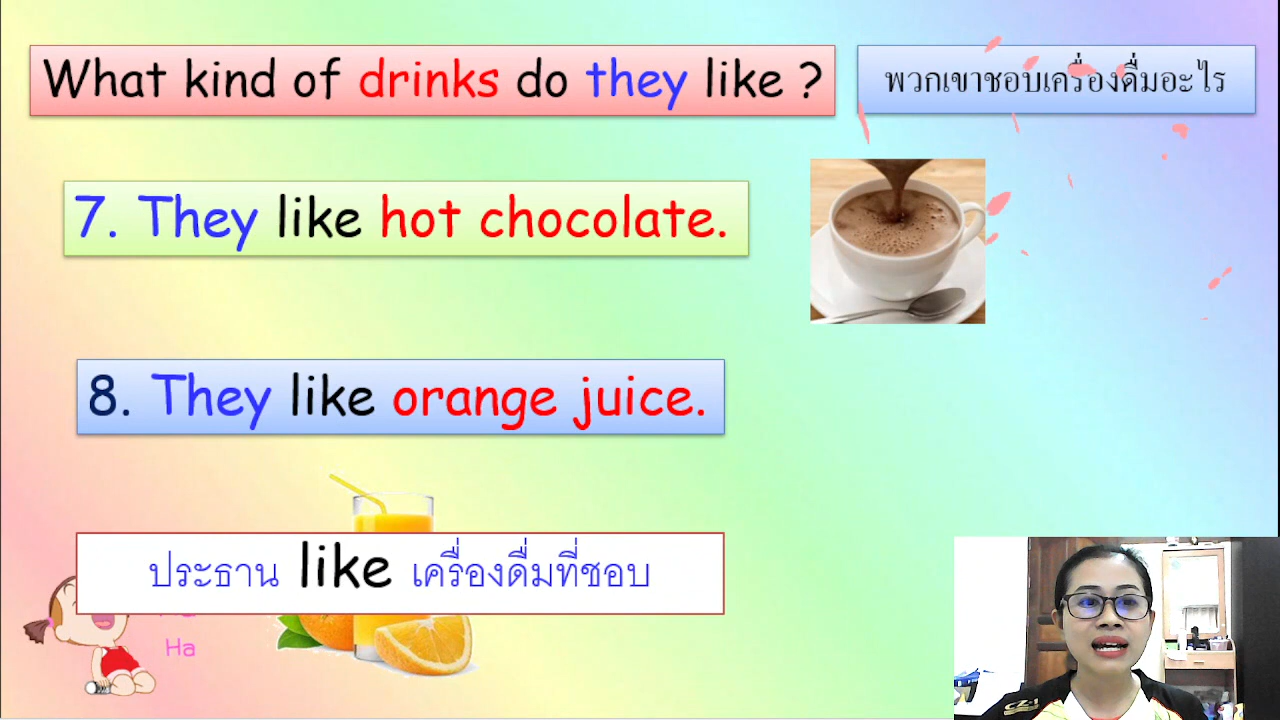 What kind of drinks do they like ?
พวกเขาชอบเครื่องดื่มอะไร
7. They like hot chocolate.
8. They like orange juice.
ประธาน like เครื่องดื่มที่ชอบ
Ha